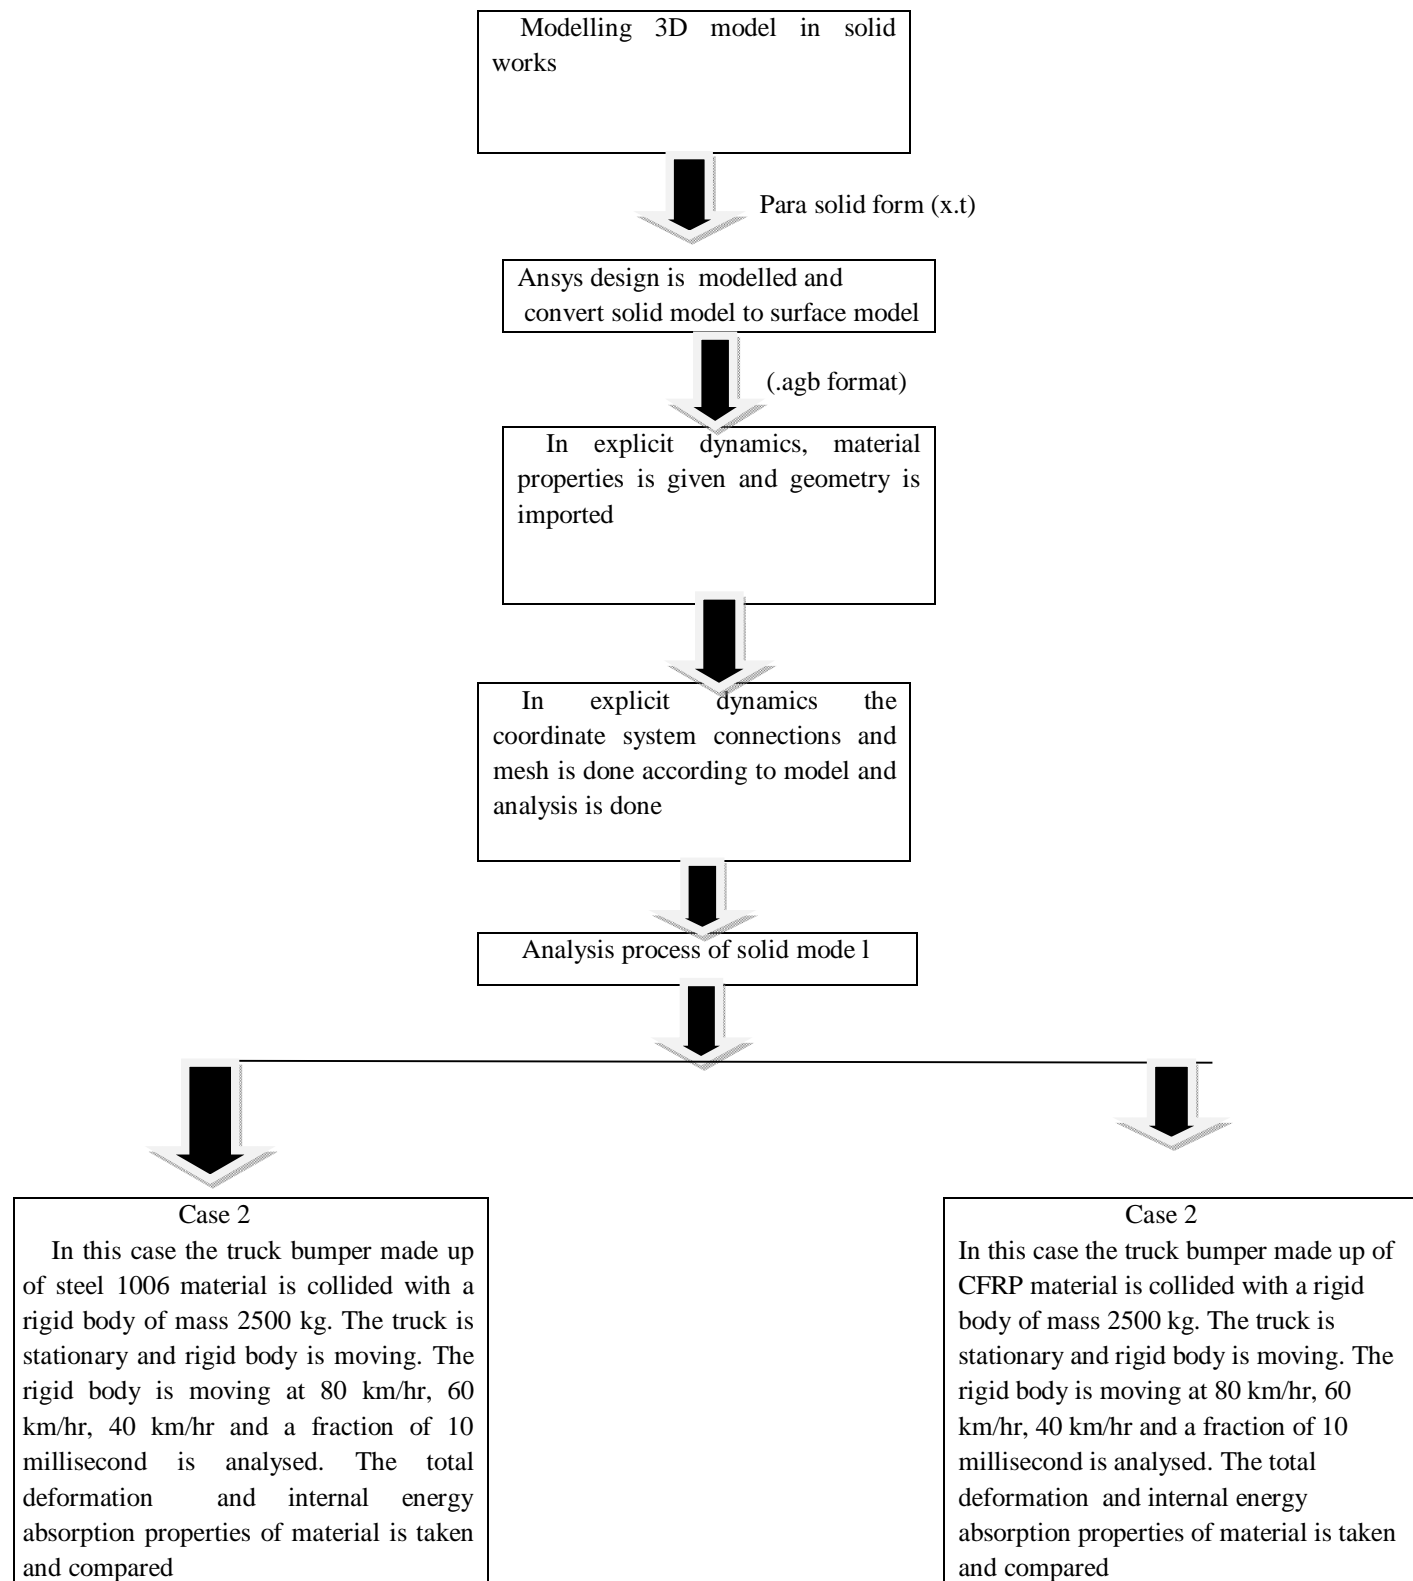 Modelling 3D model in solid
works
Para solid form (x.t)
Ansys design is modelled and
convert solid model to surface model
(.agb format)
In explicit dynamics, material
properties is given and geometry is
imported
In explicit dynamics the
coordinate system connections and
mesh is done according to model and
analysis is done
Analysis process of solid mode l
Case 2
In this case the truck bumper made up
of steel 1006 material is collided with a
rigid body of mass 2500 kg. The truck is
stationary and rigid body is moving. The
rigid body is moving at 80 km/hr, 60
km/hr, 40 km/hr and a fraction of 10
millisecond is analysed. The total
deformation and internal energy
absorption properties of material is taken
and compared
Case 2
In this case the truck bumper made up of
CFRP material is collided with a rigid
body of mass 2500 kg. The truck is
stationary and rigid body is moving. The
rigid body is moving at 80 km/hr, 60
km/hr, 40 km/hr and a fraction of 10
millisecond is analysed. The total
deformation and internal energy
absorption properties of material is taken
and compared